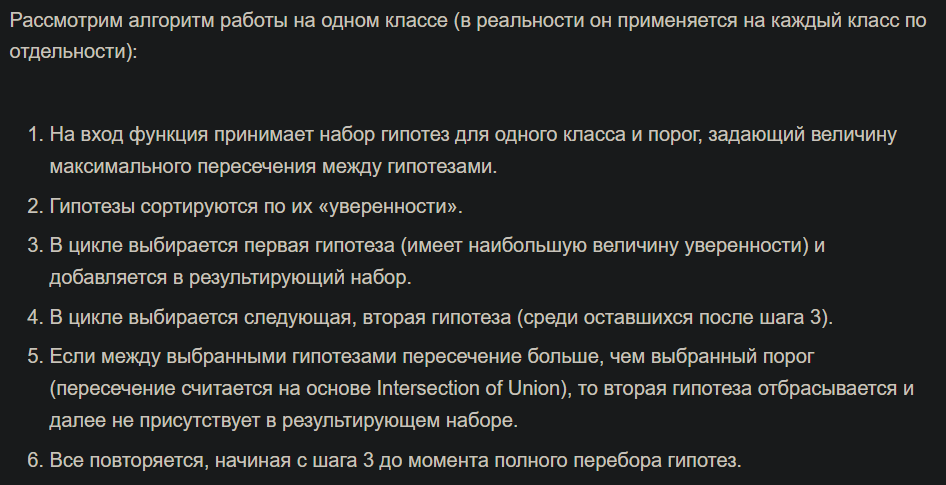 Рассмотрим алгоритм работы на одном классе (в реальности он применяется на каждый класс по
отдельности):
1. На вход функция принимает набор гипотез для одного класса и порог, задающий величину
максимального пересечения между гипотезами.
2. Гипотезы сортируются по их «уверенности».
3. В цикле выбирается первая гипотеза (имеет наибольшую величину уверенности) и
добавляется в результирующий набор.
4. В цикле выбирается следующая, вторая гипотеза (среди оставшихся после шага 3).
5. Если между выбранными гипотезами пересечение больше, чем выбранный порог
(пересечение считается на основе Intersection of Union), то вторая гипотеза отбрасывается и
далее не присутствует в результирующем наборе.
6. Все повторяется, начиная с шага 3 до момента полного перебора гипотез.